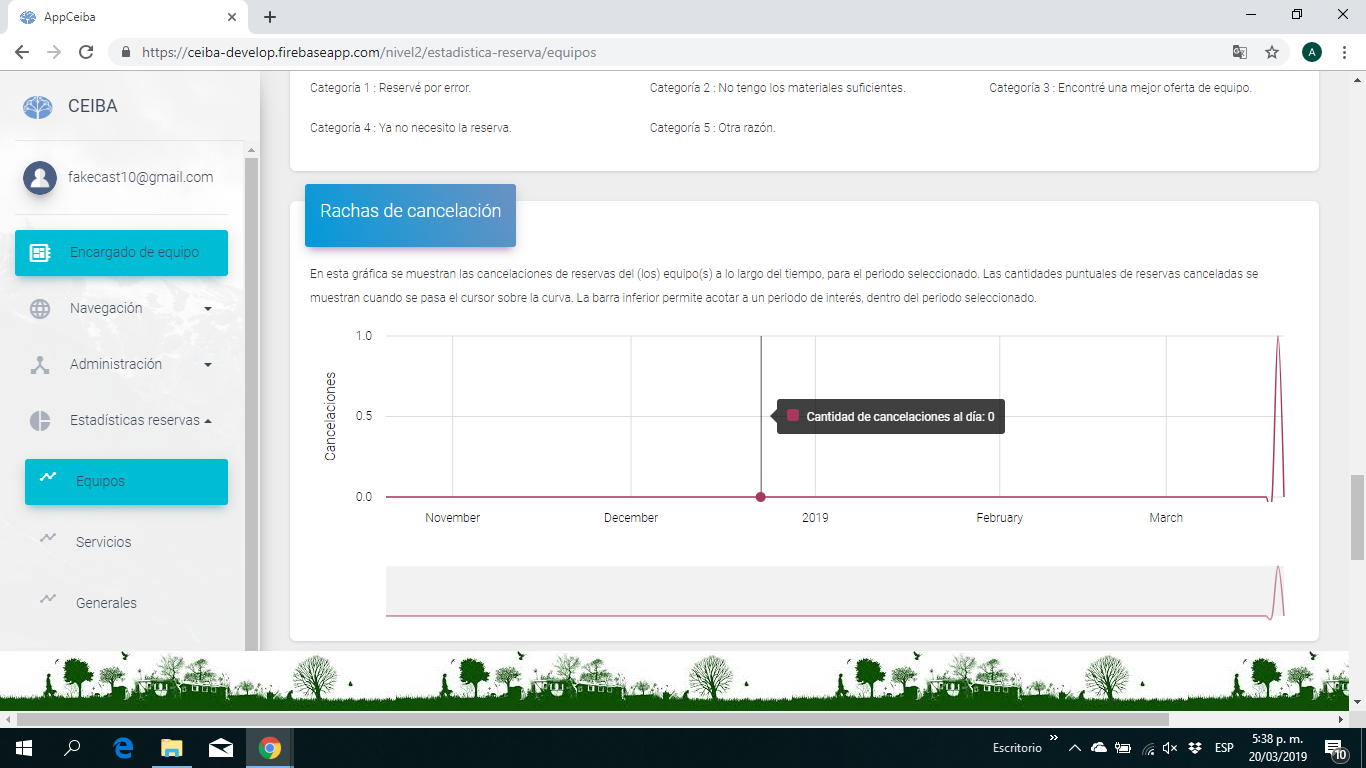 AppCeiba
https://ceiba-develop.firebaseapp.com/nivel2/estadistica-reserva/equipos
A
CEIBA
fakecast10@gmail.com
Encargado de equipo
Navegación
Administración
Estadísticas reservas
Equipos
Servicios
Generales
Categoría 1 : Reservé por error.
Categoría 2 : No tengo los materiales suficientes.
Categoría 3 : Encontré una mejor oferta de equipo.
Categoría 4 : Ya no necesito la reserva.
Categoría 5 : Otra razón.
Rachas de cancelación
En esta gráfica se muestran las cancelaciones de reservas del (los) equipo(s) a lo largo del tiempo, para el periodo seleccionado. Las cantidades puntuales de reservas canceladas se
muestran cuando se pasa el cursor sobre la curva. La barra inferior permite acotar a un periodo de interés, dentro del periodo seleccionado.
1.0
0.5
0.0
Cancelaciones
Cantidad de cancelaciones al día: 0
November
December
2019
February
March
Escritorio
ESP
5:38 p. m.
20/03/2019
10